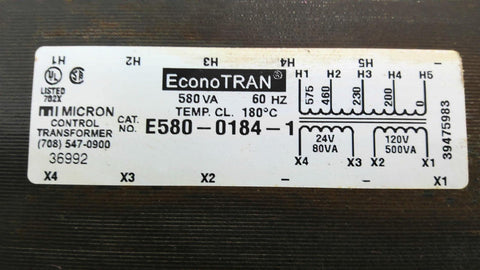 H1 H2 H3 H4 H5 –
UL ® SA
LISTED
782X
MICRON
CONTROL
TRANSFORMER
(708) 547-0900
36992
EconoTRAN®
580 VA 60 HZ
TEMP. CL. 180°C
CAT.
NO. E580-0184-1
H1 H2 H3 H4 H5
575 460 230 200 0
24V
80VA
120V
500VA
X4 X3 X2 X1
39475983
X4 X3 X2 – – X1